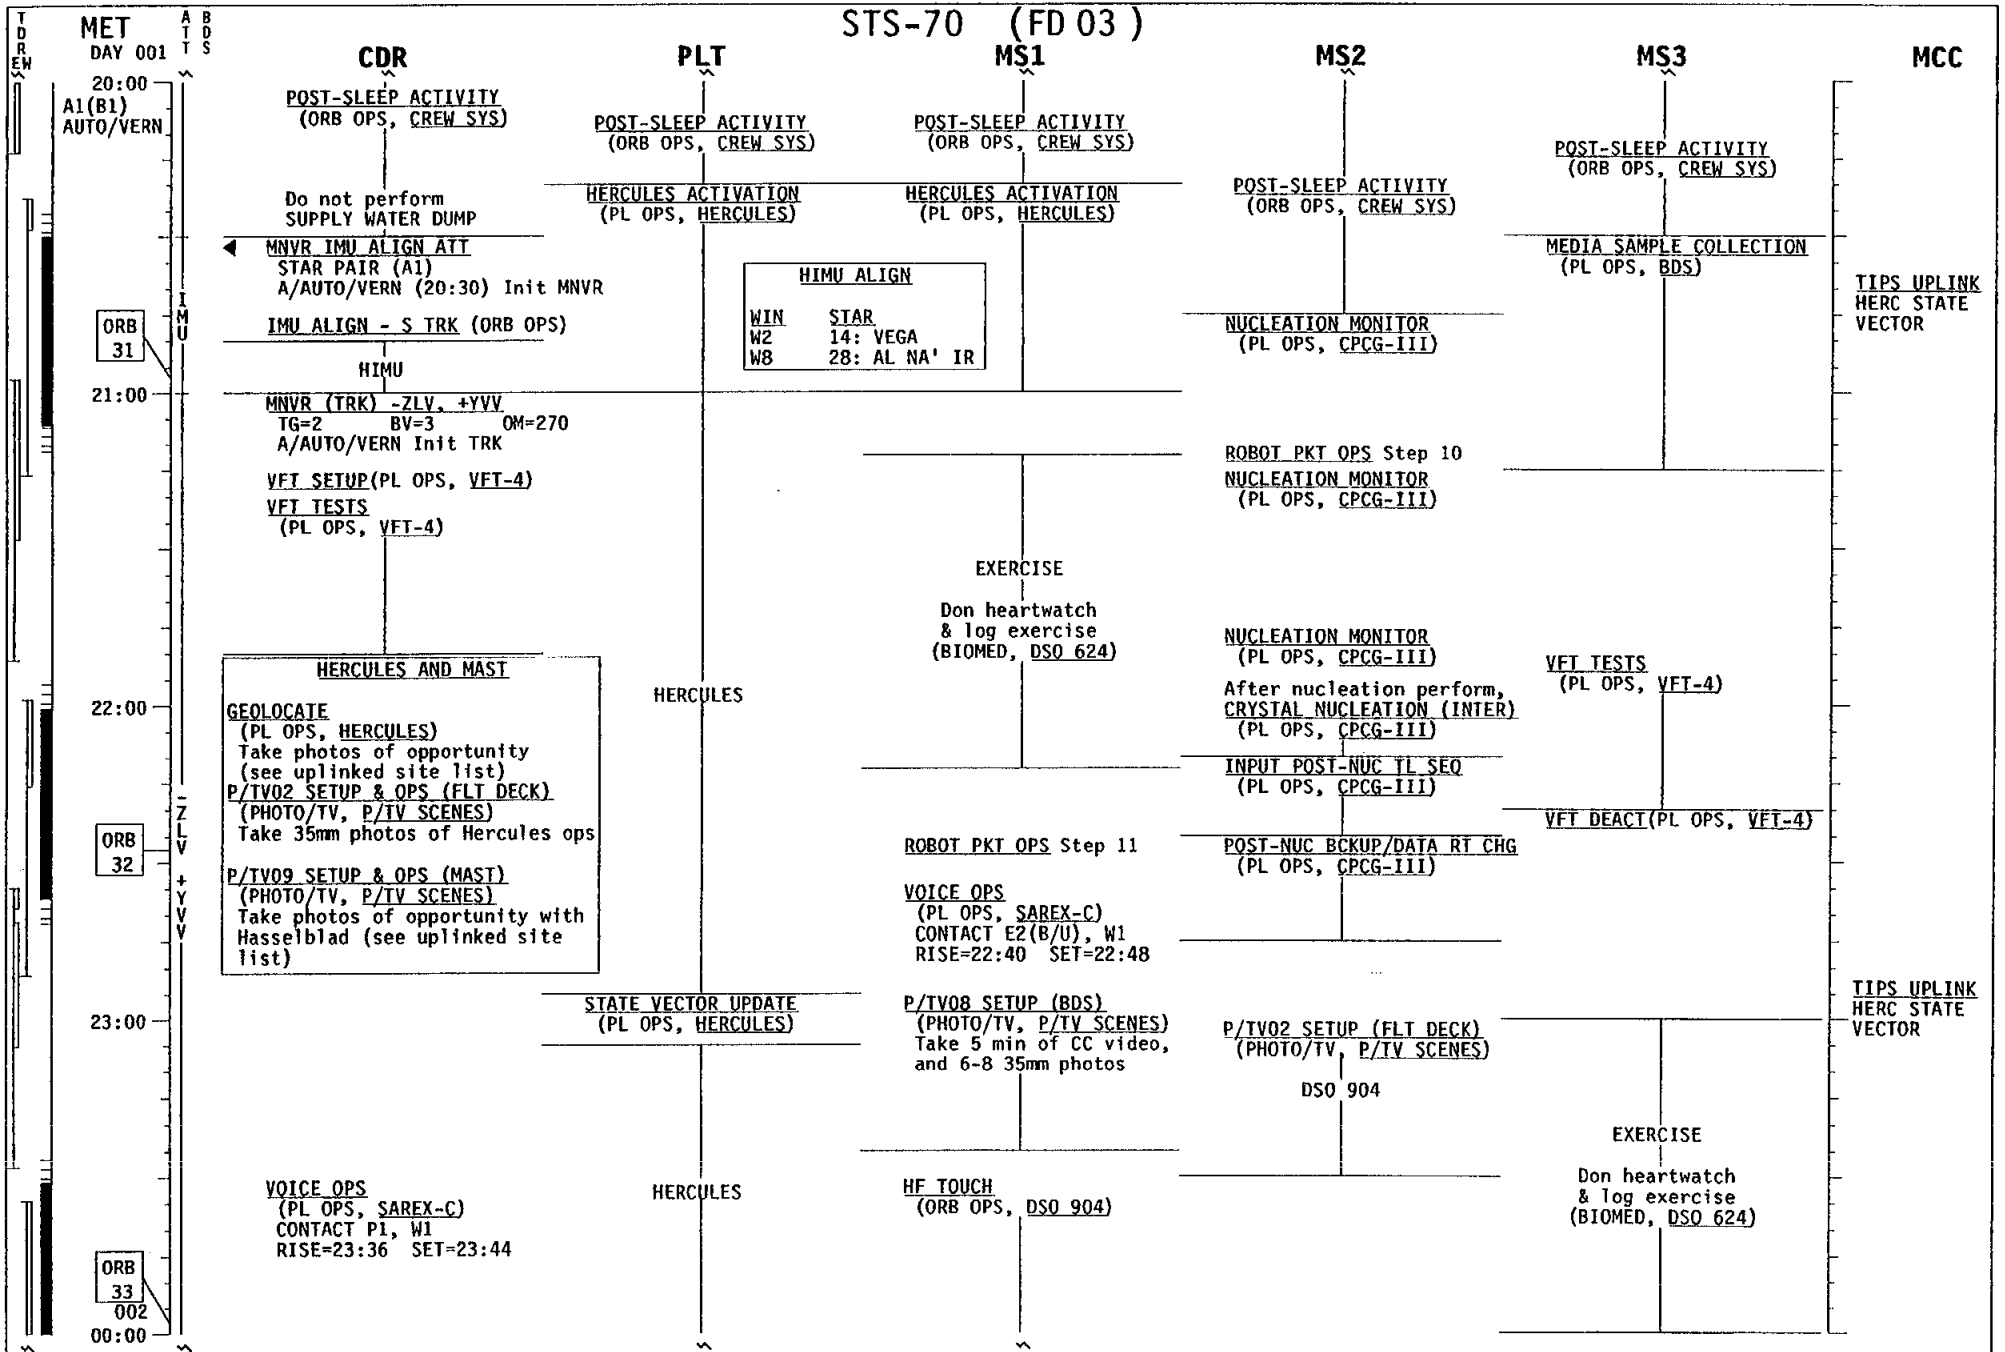 STS-70 (FD 03)
T
D
R
EW
MET
DAY 001
A
T
T
B
D
S
CDR
PLT
MS1
MS2
MS3
MCC
20:00
A1(B1)
AUTO/VERN
I
M
U
ORB
31
21:00
22:00
-
Z
L
V
ORB
32
+
Y
V
V
23:00
ORB
33
002
00:00
POST-SLEEP ACTIVITY
(ORB OPS, CREW SYS)
Do not perform
SUPPLY WATER DUMP
MNVR IMU ALIGN ATT
STAR PAIR (A1)
A/AUTO/VERN (20:30) Init MNVR
IMU ALIGN - S TRK (ORB OPS)
HIMU
MNVR (TRK) -ZLV, +YVV
TG=2 BV=3 OM=270
A/AUTO/VERN Init TRK
VFT SETUP(PL OPS, VFT-4)
VFT TESTS
(PL OPS, VFT-4)
HERCULES AND MAST
GEOLOCATE
(PL OPS, HERCULES)
Take photos of opportunity
(see uplinked site list)
P/TV02 SETUP & OPS (FLT DECK)
(PHOTO/TV, P/TV SCENES)
Take 35mm photos of Hercules ops
P/TV09 SETUP & OPS (MAST)
(PHOTO/TV, P/TV SCENES)
Take photos of opportunity with
Hasselblad (see uplinked site
list)
VOICE OPS
(PL OPS, SAREX-C)
CONTACT P1, W1
RISE=23:36 SET=23:44
POST-SLEEP ACTIVITY
(ORB OPS, CREW SYS)
HERCULES ACTIVATION
(PL OPS, HERCULES)
HIMU ALIGN
WIN STAR
W2 14: VEGA
W8 28: AL NA' IR
HERCULES
STATE VECTOR UPDATE
(PL OPS, HERCULES)
HERCULES
POST-SLEEP ACTIVITY
(ORB OPS, CREW SYS)
HERCULES ACTIVATION
(PL OPS, HERCULES)
EXERCISE
Don heartwatch
& log exercise
(BIOMED, DSO 624)
ROBOT PKT OPS Step 11
VOICE OPS
(PL OPS, SAREX-C)
CONTACT E2(B/U), W1
RISE=22:40 SET=22:48
P/TV08 SETUP (BDS)
(PHOTO/TV, P/TV SCENES)
Take 5 min of CC video,
and 6-8 35mm photos
HF TOUCH
(ORB OPS, DSO 904)
POST-SLEEP ACTIVITY
(ORB OPS, CREW SYS)
NUCLEATION MONITOR
(PL OPS, CPCG-III)
ROBOT PKT OPS Step 10
NUCLEATION MONITOR
(PL OPS, CPCG-III)
NUCLEATION MONITOR
(PL OPS, CPCG-III)
After nucleation perform,
CRYSTAL NUCLEATION (INTER)
(PL OPS, CPCG-III)
INPUT POST-NUC TL SEQ
(PL OPS, CPCG-III)
POST-NUC BCKUP/DATA RT CHG
(PL OPS, CPCG-III)
P/TV02 SETUP (FLT DECK)
(PHOTO/TV, P/TV SCENES)
DSO 904
POST-SLEEP ACTIVITY
(ORB OPS, CREW SYS)
MEDIA SAMPLE COLLECTION
(PL OPS, BDS)
VFT TESTS
(PL OPS, VFT-4)
VFT DEACT(PL OPS, VFT-4)
EXERCISE
Don heartwatch
& log exercise
(BIOMED, DSO 624)
TIPS UPLINK
HERC STATE
VECTOR
TIPS UPLINK
HERC STATE
VECTOR